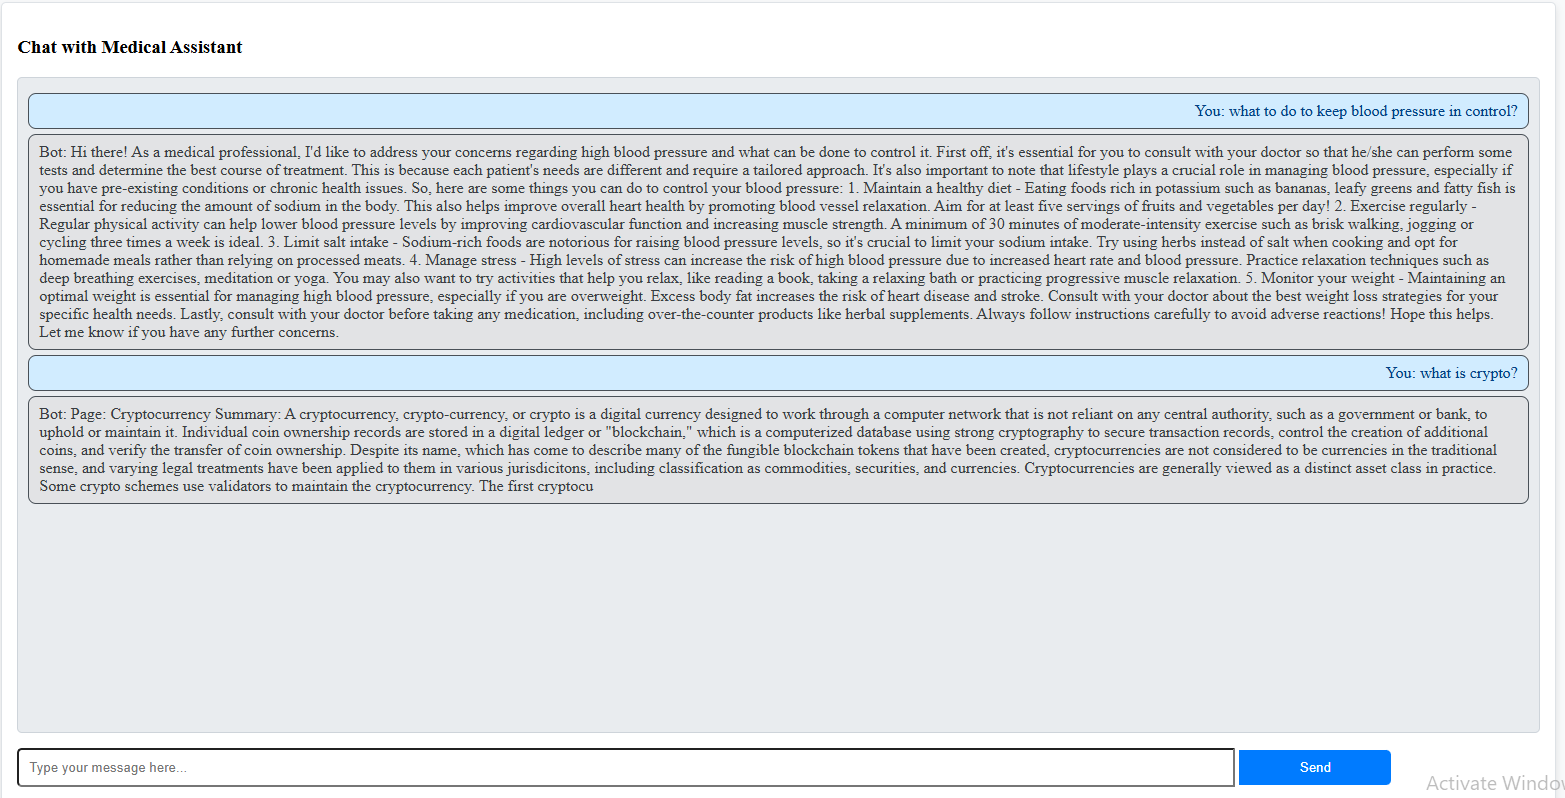 Chat with Medical Assistant
You: what to do to keep blood pressure in control?
Bot: Hi there! As a medical professional, I'd like to address your concerns regarding high blood pressure and what can be done to control it. First off, it's essential for you to consult with your doctor so that he/she can perform some
tests and determine the best course of treatment. This is because each patient's needs are different and require a tailored approach. It's also important to note that lifestyle plays a crucial role in managing blood pressure, especially if
you have pre-existing conditions or chronic health issues. So, here are some things you can do to control your blood pressure: 1. Maintain a healthy diet - Eating foods rich in potassium such as bananas, leafy greens and fatty fish is
essential for reducing the amount of sodium in the body. This also helps improve overall heart health by promoting blood vessel relaxation. Aim for at least five servings of fruits and vegetables per day! 2. Exercise regularly -
Regular physical activity can help lower blood pressure levels by improving cardiovascular function and increasing muscle strength. A minimum of 30 minutes of moderate-intensity exercise such as brisk walking, jogging or
cycling three times a week is ideal. 3. Limit salt intake - Sodium-rich foods are notorious for raising blood pressure levels, so it's crucial to limit your sodium intake. Try using herbs instead of salt when cooking and opt for
homemade meals rather than relying on processed meats. 4. Manage stress - High levels of stress can increase the risk of high blood pressure due to increased heart rate and blood pressure. Practice relaxation techniques such as
deep breathing exercises, meditation or yoga. You may also want to try activities that help you relax, like reading a book, taking a relaxing bath or practicing progressive muscle relaxation. 5. Monitor your weight - Maintaining an
optimal weight is essential for managing high blood pressure, especially if you are overweight. Excess body fat increases the risk of heart disease and stroke. Consult with your doctor about the best weight loss strategies for your
specific health needs. Lastly, consult with your doctor before taking any medication, including over-the-counter products like herbal supplements. Always follow instructions carefully to avoid adverse reactions! Hope this helps.
Let me know if you have any further concerns.
You: what is crypto?
Bot: Page: Cryptocurrency Summary: A cryptocurrency, crypto-currency, or crypto is a digital currency designed to work through a computer network that is not reliant on any central authority, such as a government or bank, to
uphold or maintain it. Individual coin ownership records are stored in a digital ledger or "blockchain," which is a computerized database using strong cryptography to secure transaction records, control the creation of additional
coins, and verify the transfer of coin ownership. Despite its name, which has come to describe many of the fungible blockchain tokens that have been created, cryptocurrencies are not considered to be currencies in the traditional
sense, and varying legal treatments have been applied to them in various jurisdicitons, including classification as commodities, securities, and currencies. Cryptocurrencies are generally viewed as a distinct asset class in practice.
Some crypto schemes use validators to maintain the cryptocurrency. The first cryptocu
Type your message here...
Send
Activate Window